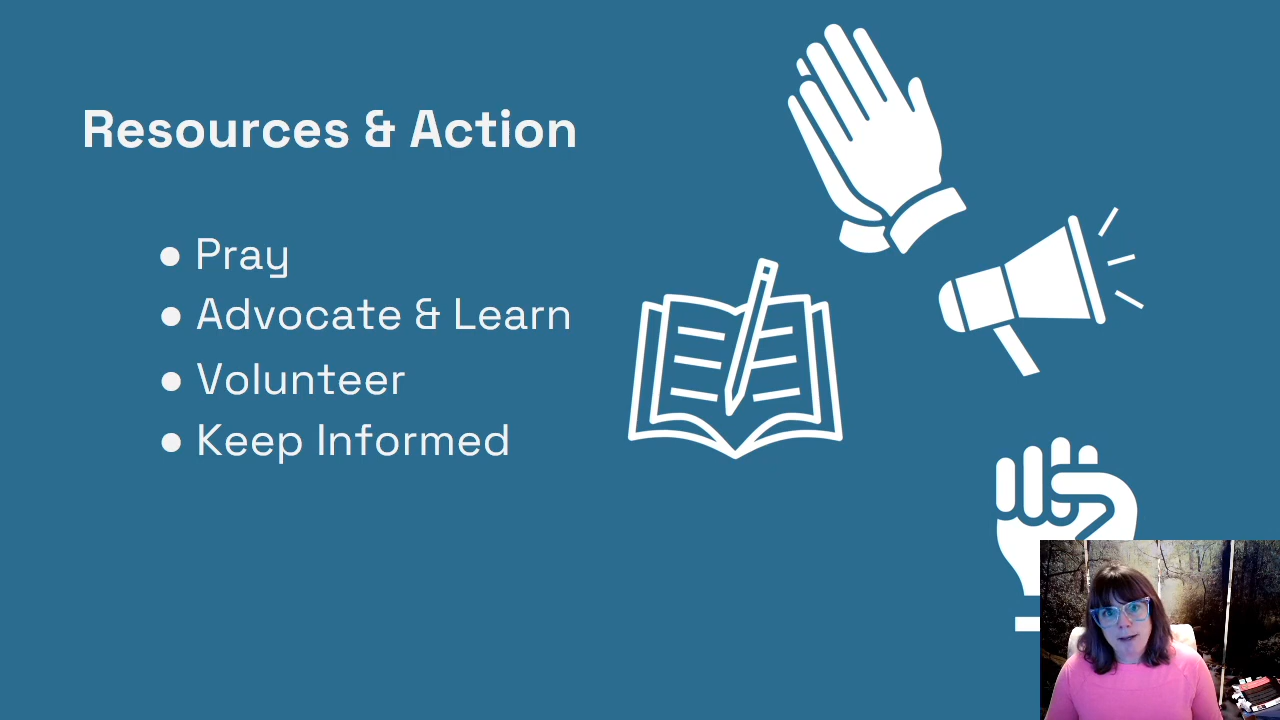 Resources & Action
● Pray
● Advocate & Learn
● Volunteer
● Keep Informed